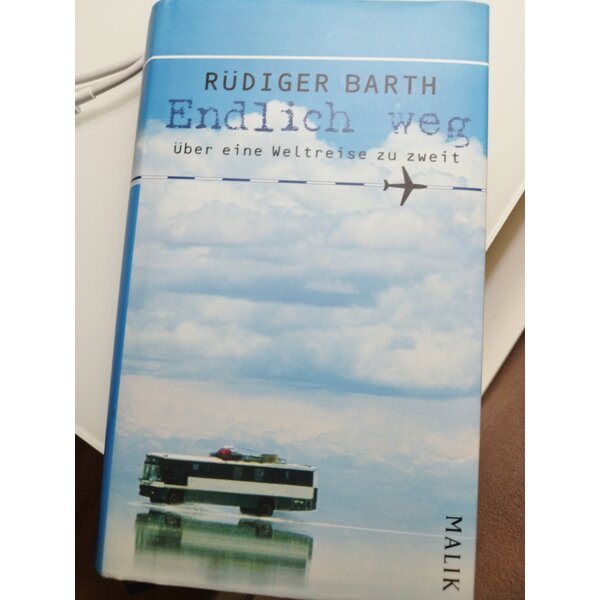 RÜDIGER BARTH
Endlich weg
Über eine Weltreise zu zweit
MALIK